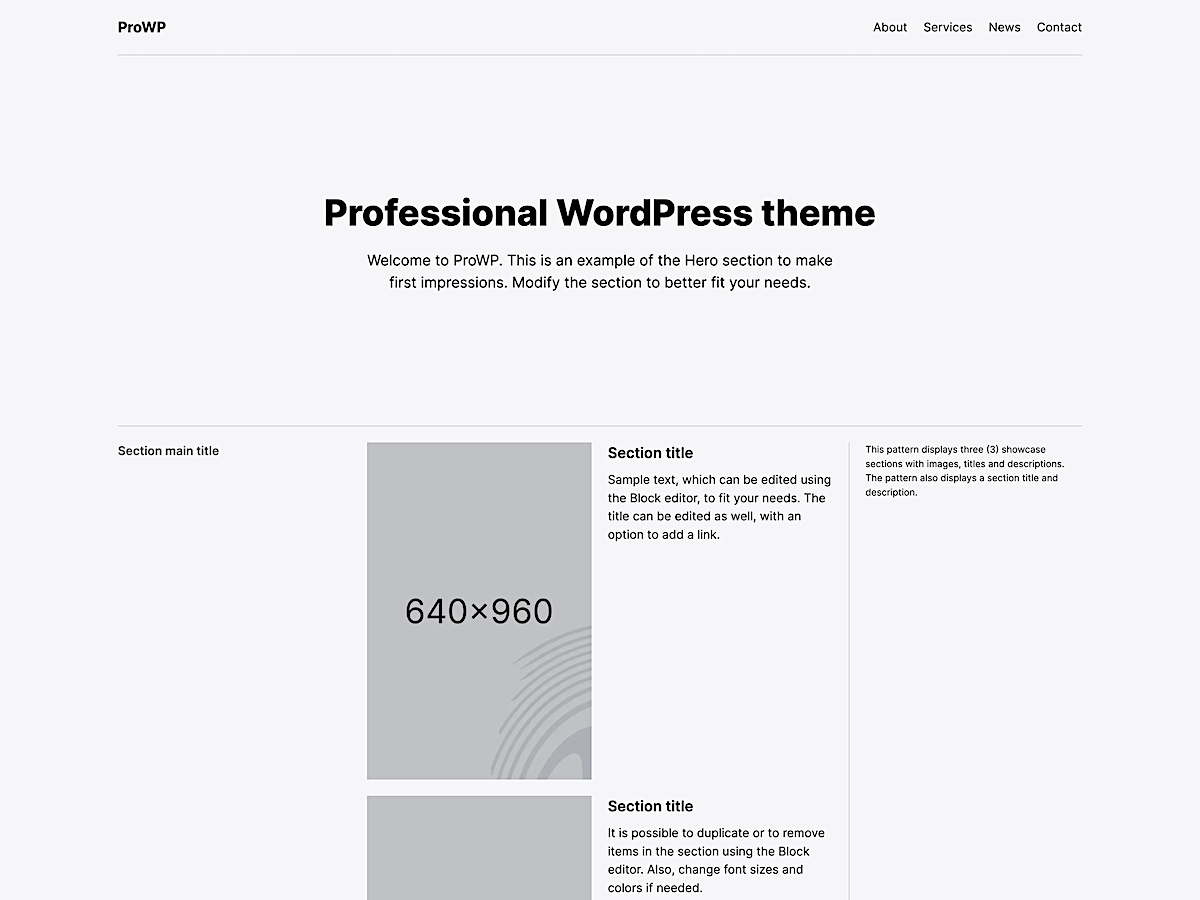 ProWP
About Services News Contact
Professional WordPress theme
Welcome to ProWP. This is an example of the Hero section to make
first impressions. Modify the section to better fit your needs.
Section main title
640×960
Section title
Sample text, which can be edited using
the Block editor, to fit your needs. The
title can be edited as well, with an
option to add a link.
This pattern displays three (3) showcase
sections with images, titles and descriptions.
The pattern also displays a section title and
description.
Section title
It is possible to duplicate or to remove
items in the section using the Block
editor. Also, change font sizes and
colors if needed.